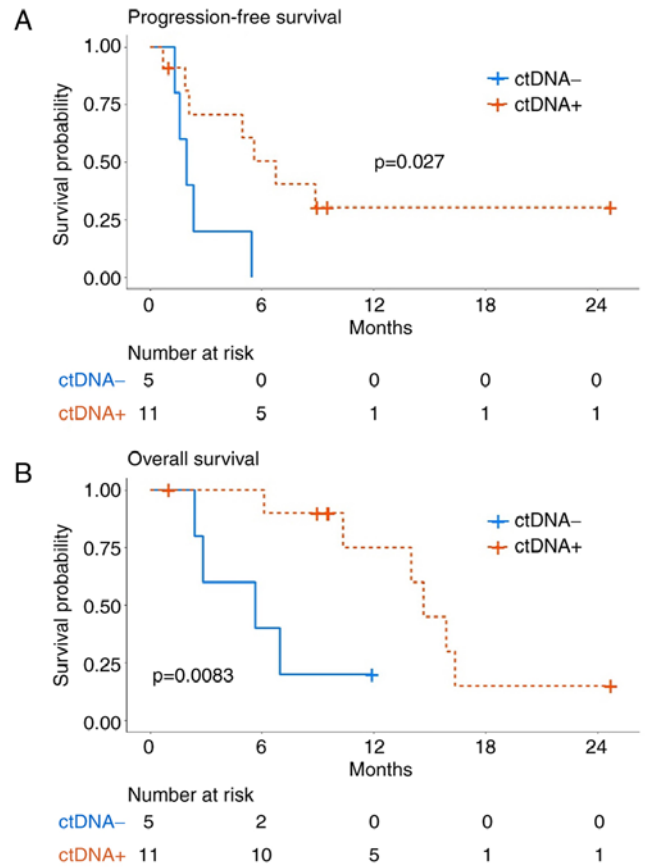 A
Progression-free survival
1.00
0.75
0.50
0.25
0.00
Survival probability
ctDNA–
ctDNA+
p=0.027
0 6 12 18 24
Months
Number at risk
ctDNA– 5 0 0 0 0
ctDNA+ 11 5 1 1 1
B
Overall survival
1.00
0.75
0.50
0.25
0.00
Survival probability
ctDNA–
ctDNA+
p=0.0083
0 6 12 18 24
Months
Number at risk
ctDNA– 5 2 0 0 0
ctDNA+ 11 10 5 1 1